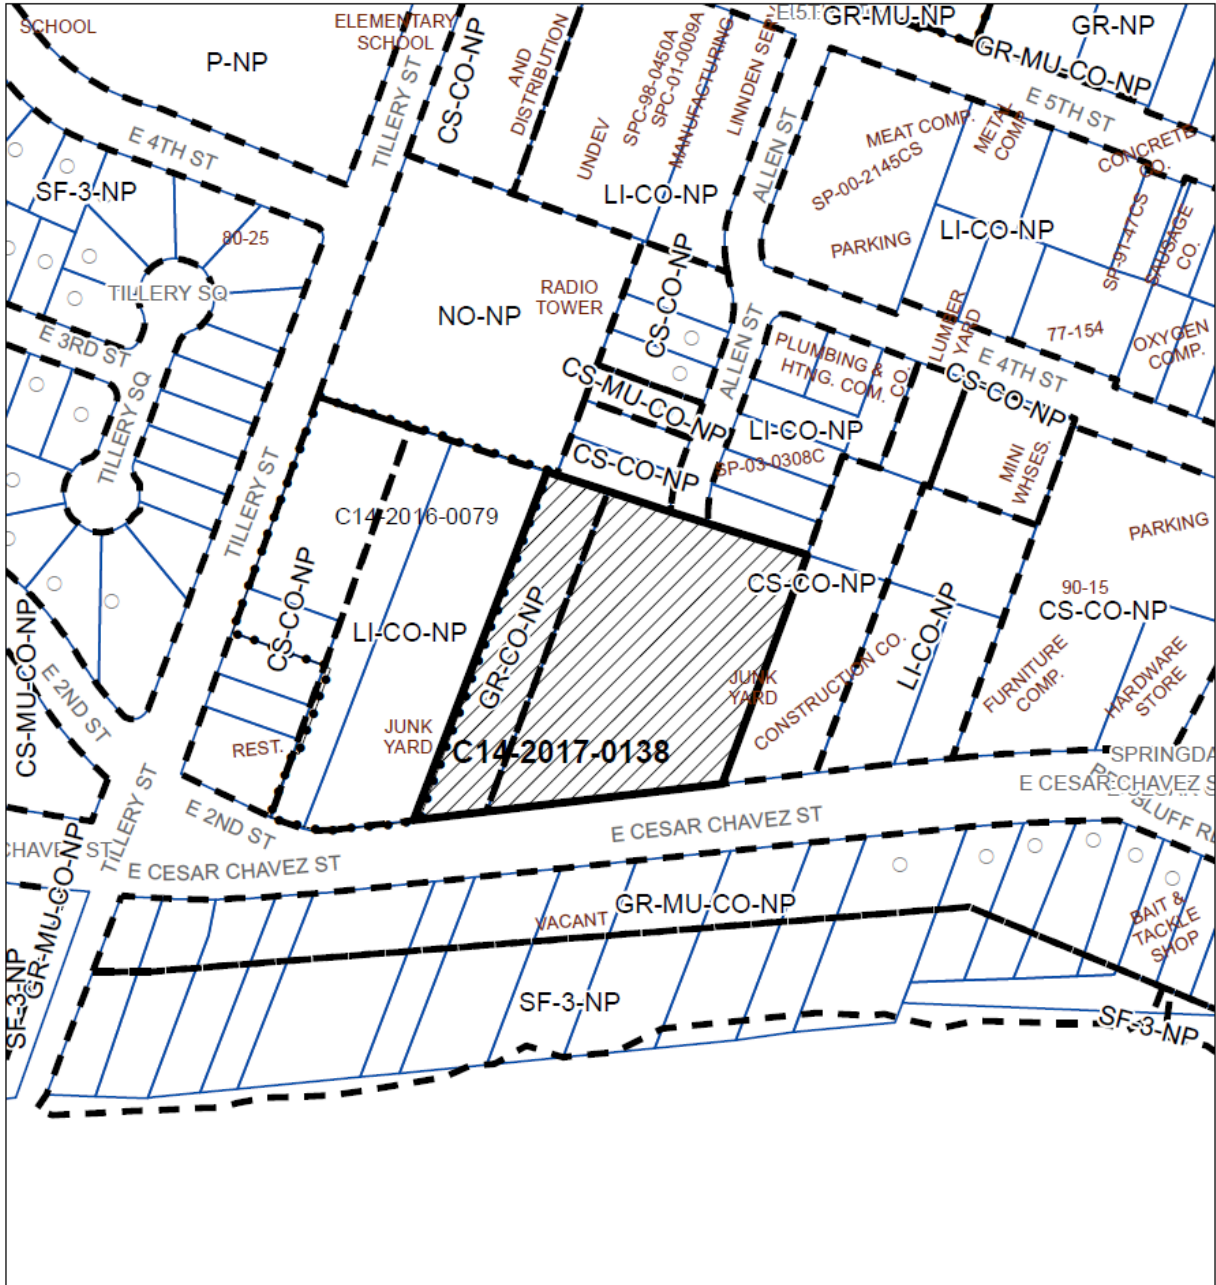 SCHOOL
P-NP
ELEMENTARY
SCHOOL
TILLERY ST
CS-CO-NP
AND
DISTRIBUTION
UNDEV
SPC-98-0450A
SPC-01-0009A
MANUFACTURING
LINDEN SERV
GR-MU-NP
GR-NP
GR-MU-CO-NP
E 5TH ST
ALLEN ST
MEAT COMP.
METAL
COMP
CONCRETE
CO.
SP-00-2145CS
SP-91-47CS
SAUSAGE
CO.
E 4TH ST
SF-3-NP
80-25
LI-CO-NP
PARKING
LI-CO-NP
TILLERY SQ
E 3RD ST
TILLERY SQ
NO-NP
RADIO
TOWER
CS-CO-NP
ALLEN ST
LUMBER
YARD
77-154
OXYGEN
COMP.
PLUMBING &
HTNG. COM.
CO.
E 4TH ST
CS-CO-NP
CS-MU-CO-NP
LI-CO-NP
CS-CO-NP
SP-03-0308C
MINI
WHSES.
PARKING
TILLERY ST
C14-2016-0079
CS-CO-NP
LI-CO-NP
GR-CO-NP
CS-CO-NP
LI-CO-NP
90-15
CS-CO-NP
CS-MU-CO-NP
E 2ND ST
JUNK
YARD
CONSTRUCTION CO.
FURNITURE
COMP.
HARDWARE
STORE
REST.
JUNK
YARD
C14-2017-0138
SPRINGDA
E CESAR CHAVEZ S
BLUFF R
TILLERY ST
E 2ND ST
E CESAR CHAVEZ ST
CHAVEZ ST
E CESAR CHAVEZ ST
GR-MU-CO-NP
GR-MU-CO-NP
VACANT
BAIT &
TACKLE
SHOP
SF-3-NP
SF-3-NP
SF-3-NP